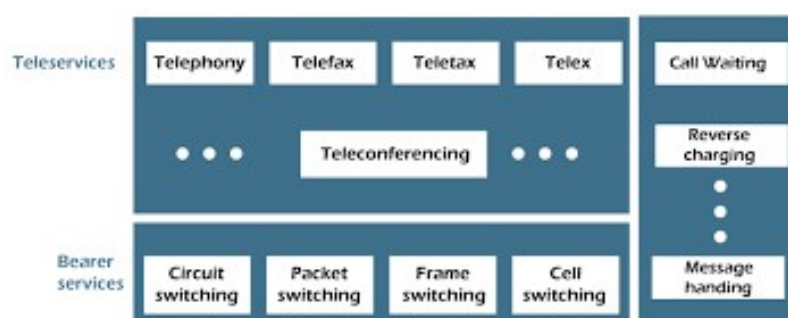 Teleservices
Telephony
Telefax
Teletax
Telex
Call Waiting
Teleconferencing
Reverse
charging
Bearer
services
Circuit
switching
Packet
switching
Frame
switching
Cell
switching
Message
handing